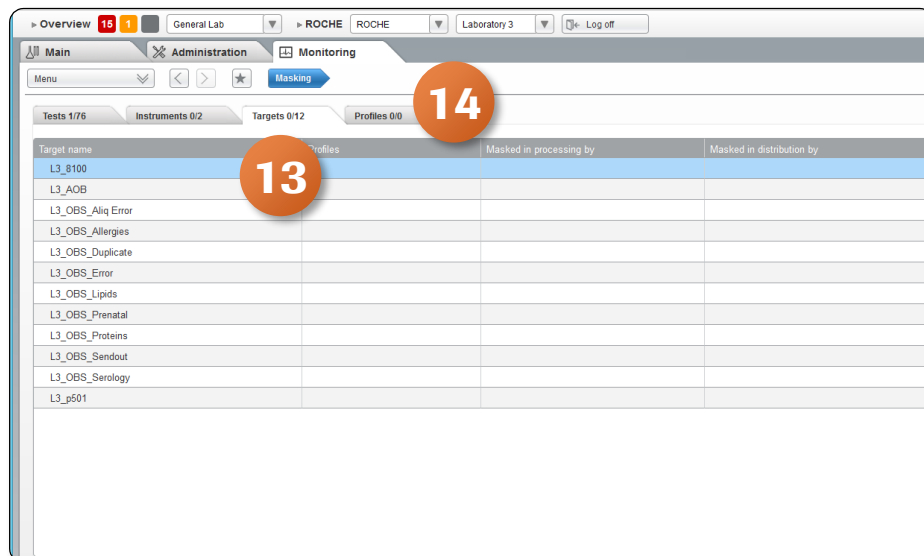 Overview 15 1 General Lab ROCHE ROCHE Laboratory 3 Log off
Main Administration Monitoring
Menu Masking
14
Tests 1/76 Instruments 0/2 Targets 0/12 Profiles 0/0
Target name Profiles Masked in processing by Masked in distribution by
13
L3_8100
L3_AOB
L3_OBS_Aliq Error
L3_OBS_Allergies
L3_OBS_Duplicate
L3_OBS_Error
L3_OBS_Lipids
L3_OBS_Prenatal
L3_OBS_Proteins
L3_OBS_Sendout
L3_OBS_Serology
L3_p501